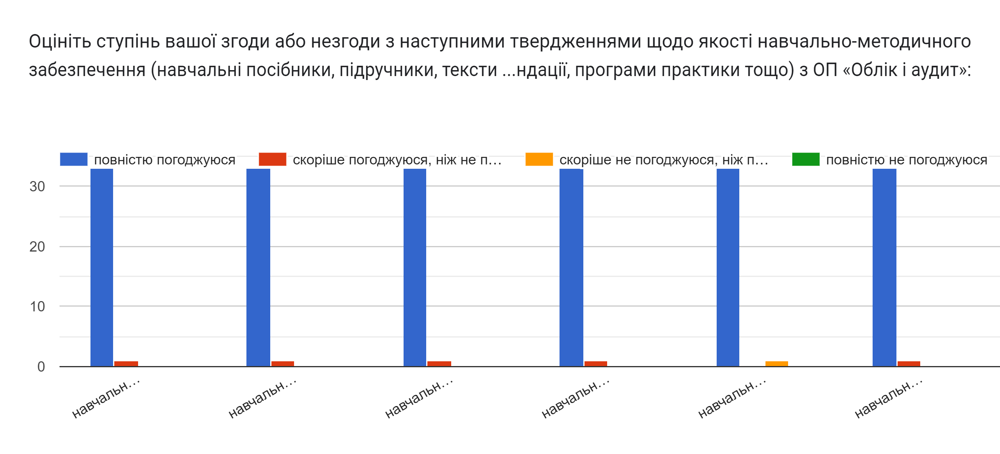 Оцініть ступінь вашої згоди або незгоди з наступними твердженнями щодо якості навчально-методичного
забезпечення (навчальні посібники, підручники, тексти ...ндації, програми практики тощо) з ОП «Облік і аудит»:
повністю погоджуюся скоріше погоджуюся, ніж не п… скоріше не погоджуюся, ніж п… повністю не погоджуюся
30
20
10
0
навчальн… навчальн… навчальн… навчальн… навчальн… навчальн…